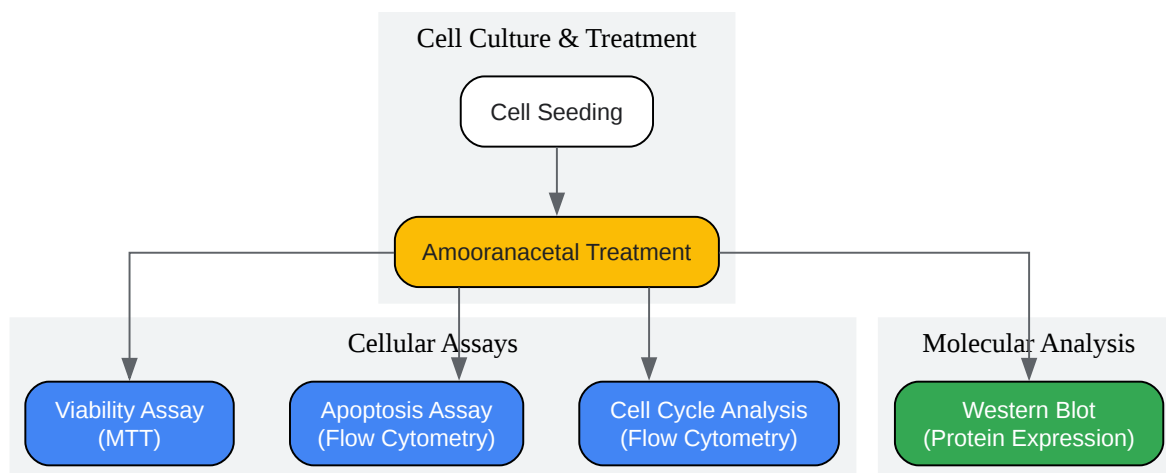 Cell Culture & Treatment
Cell Seeding
Amooranacetal Treatment
Cellular Assays
Molecular Analysis
Viability Assay
(MTT)
Apoptosis Assay
(Flow Cytometry)
Cell Cycle Analysis
(Flow Cytometry)
Western Blot
(Protein Expression)